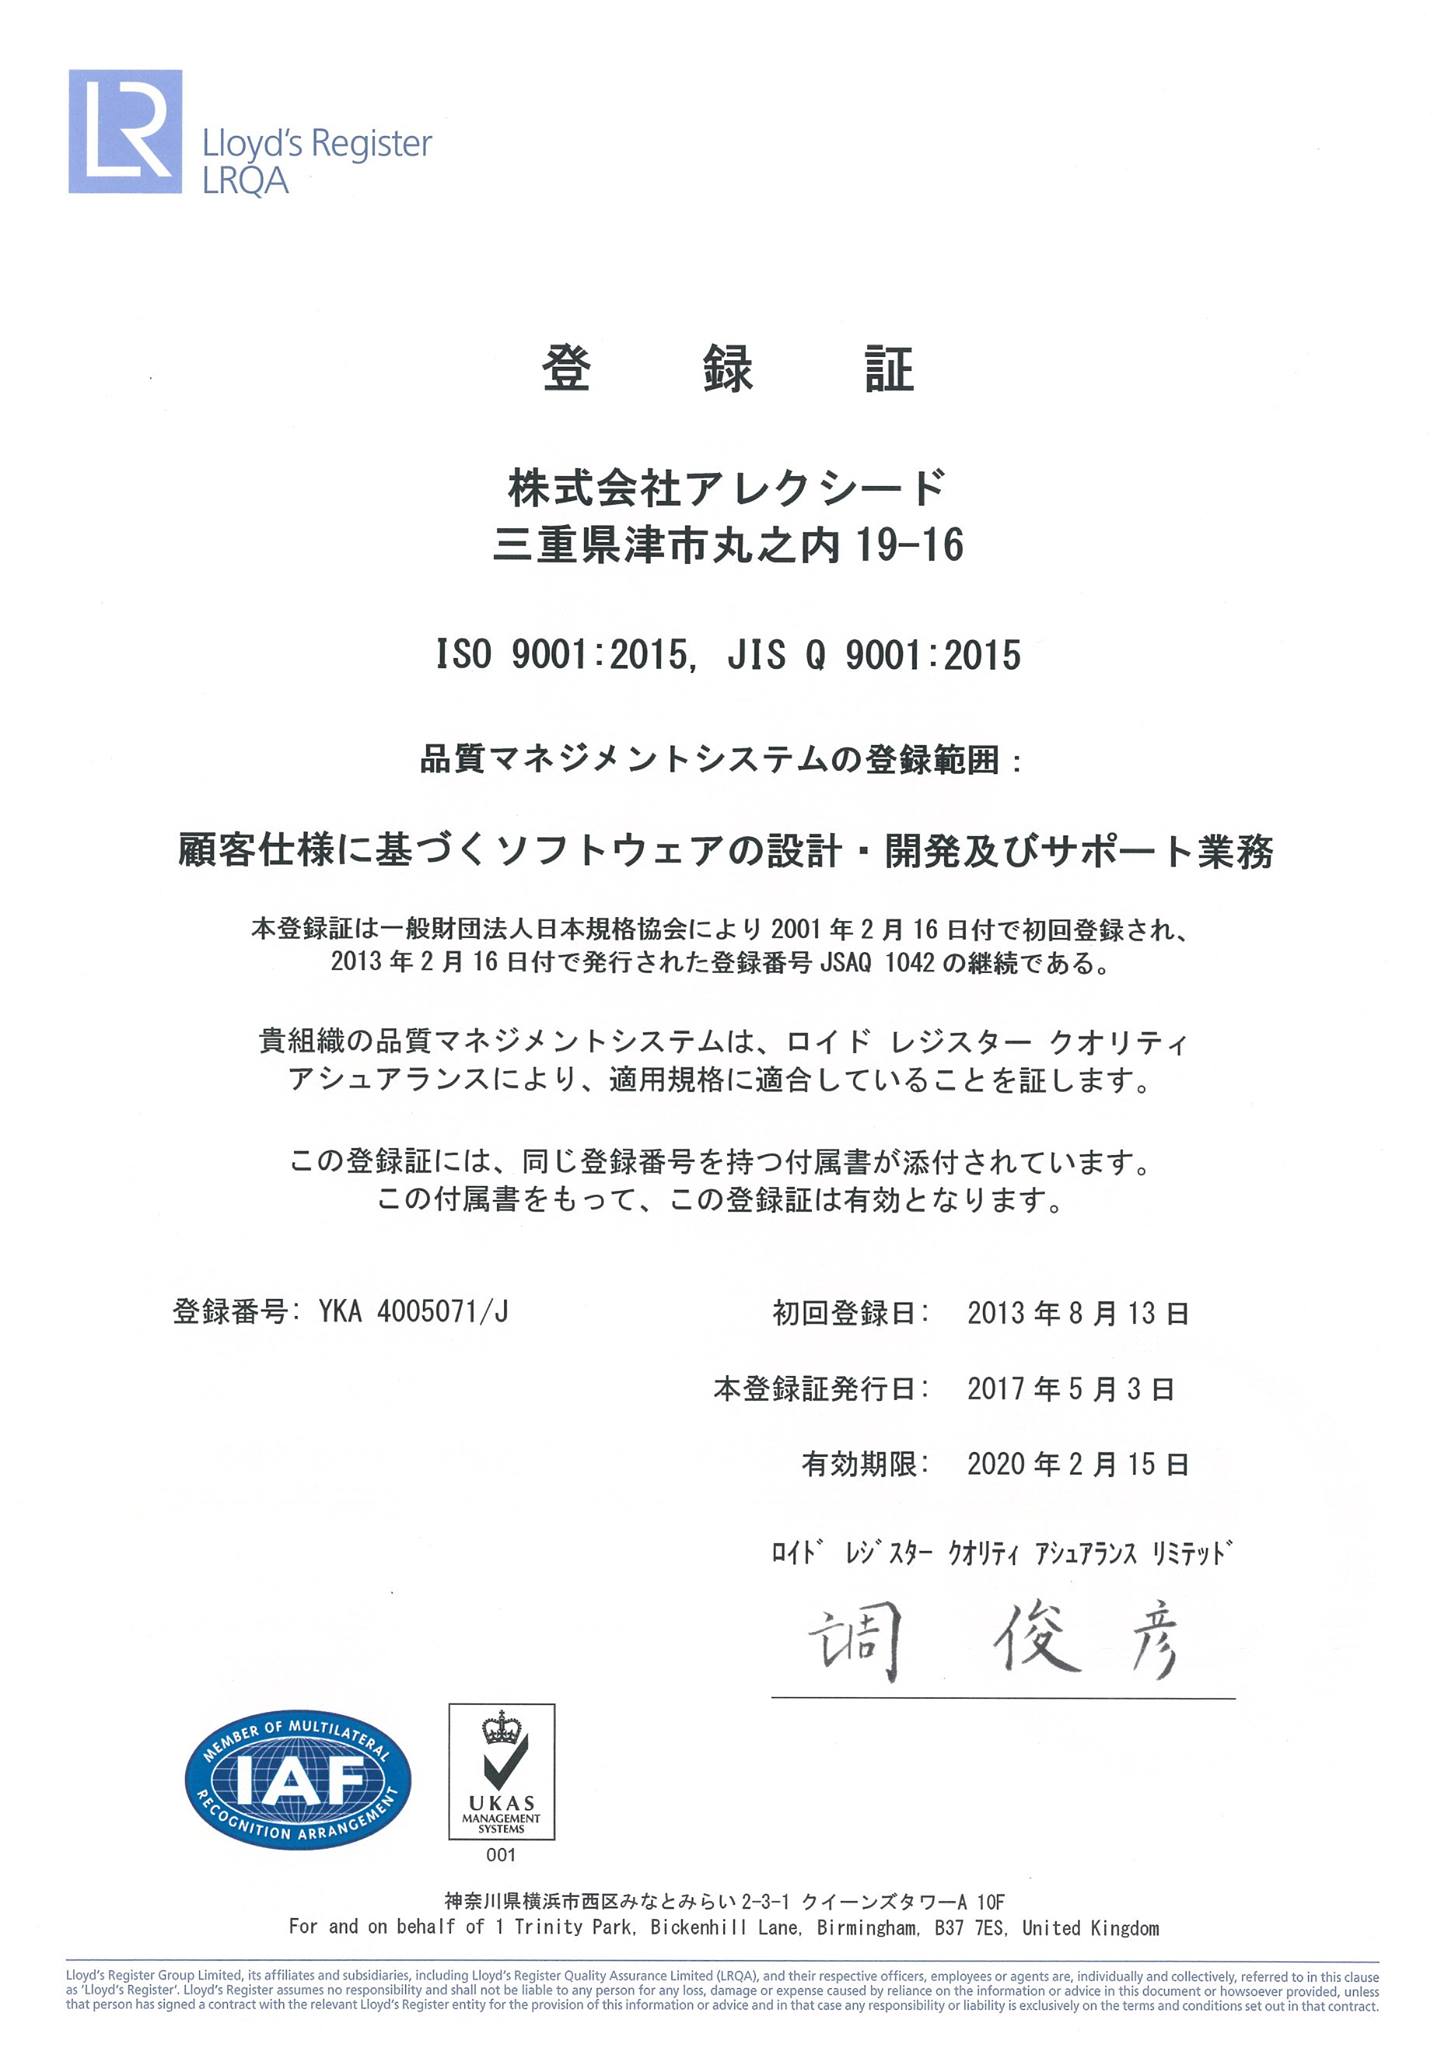 LR
Lloyd's Register
LRQA
登 録 証
株式会社アレクシード
三重県津市丸之内 19-16
ISO 9001:2015, JIS Q 9001:2015
品質マネジメントシステムの登録範囲：
顧客仕様に基づくソフトウェアの設計・開発及びサポート業務
本登録証は一般財団法人日本規格協会により 2001 年 2 月 16 日付で初回登録され、
2013 年 2 月 16 日付で発行された登録番号 JSAQ 1042 の継続である。
貴組織の品質マネジメントシステムは、ロイド レジスター クオリティ
アシュアランスにより、適用規格に適合していることを証します。
この登録証には、同じ登録番号を持つ付属書が添付されています。
この付属書をもって、この登録証は有効となります。
登録番号: YKA 4005071/J
初回登録日: 2013 年 8 月 13 日
本登録証発行日: 2017 年 5 月 3 日
有効期限: 2020 年 2 月 15 日
ﾛｲﾄﾞ ﾚｼﾞｽﾀｰ ｸｵﾘﾃｨ ｱｼｭｱﾗﾝｽ ﾘﾐﾃｯﾄﾞ
調 俊彦
MEMBER OF MULTILATERAL
IAF
RECOGNITION ARRANGEMENT
UKAS
MANAGEMENT
SYSTEMS
001
神奈川県横浜市西区みなとみらい 2-3-1 クイーンズタワーA 10F
For and on behalf of 1 Trinity Park, Bickenhill Lane, Birmingham, B37 7ES, United Kingdom
Lloyd's Register Group Limited, its affiliates and subsidiaries, including Lloyd's Register Quality Assurance Limited (LRQA), and their respective officers, employees or agents are, individually and collectively, referred to in this clause
as 'Lloyd's Register'. Lloyd's Register assumes no responsibility and shall not be liable to any person for any loss, damage or expense caused by reliance on the information or advice in this document or howsoever provided, unless
that person has signed a contract with the relevant Lloyd's Register entity for the provision of this information or advice and in that case any responsibility or liability is exclusively on the terms and conditions set out in that contract.